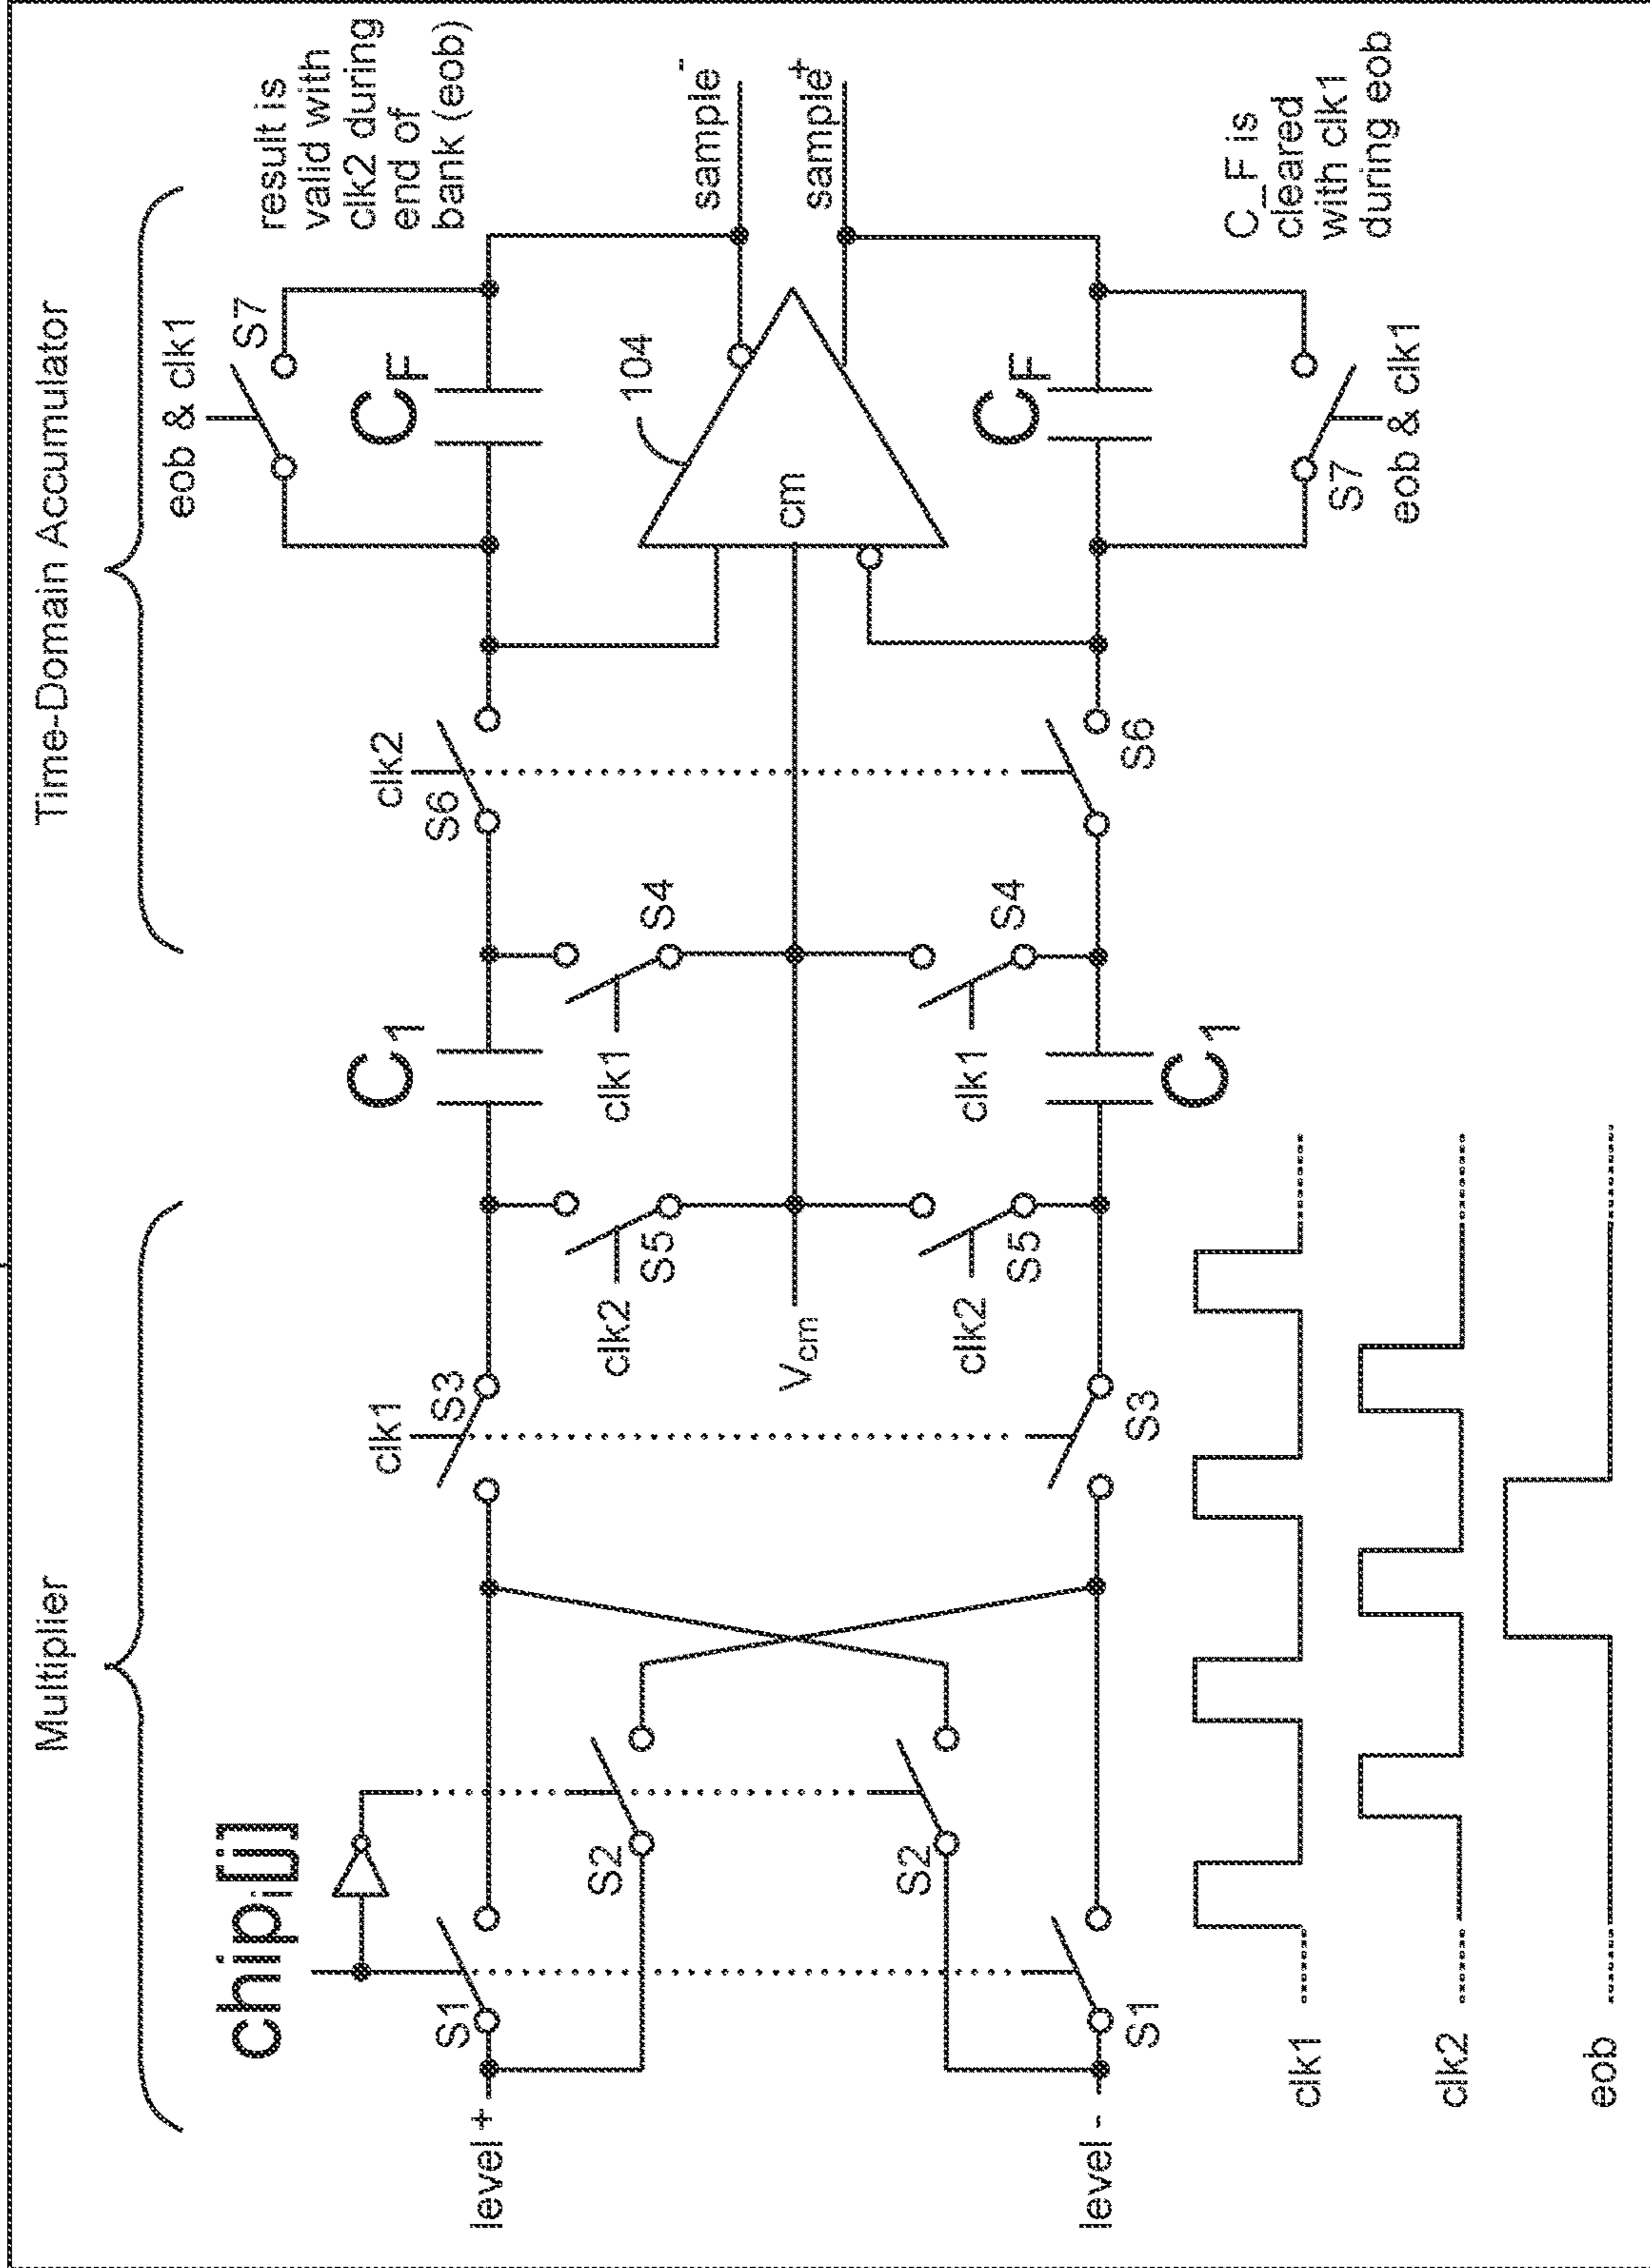 Multiplier
Time-Domain Accumulator
chipᵢ[j]
S1
S2
S2
S1
level +
level -
clk1
S3
S3
clk2
S5
clk2
S5
Vcm
C1
C1
clk1
S4
clk1
S4
clk2
S6
S6
eob & clk1
S7
CF
104
cm
CF
S7
eob & clk1
result is
valid with
clk2 during
end of
bank (eob)
sample-
sample+
C_F is
cleared
with clk1
during eob
clk1
clk2
eob